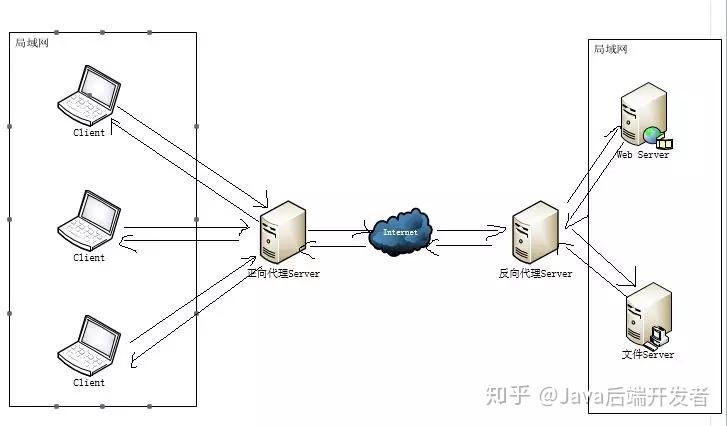 局域网
局域网
Client
Web Server
Client
正向代理Server
Internet
反向代理Server
Client
文件Server
知乎 @Java后端开发者